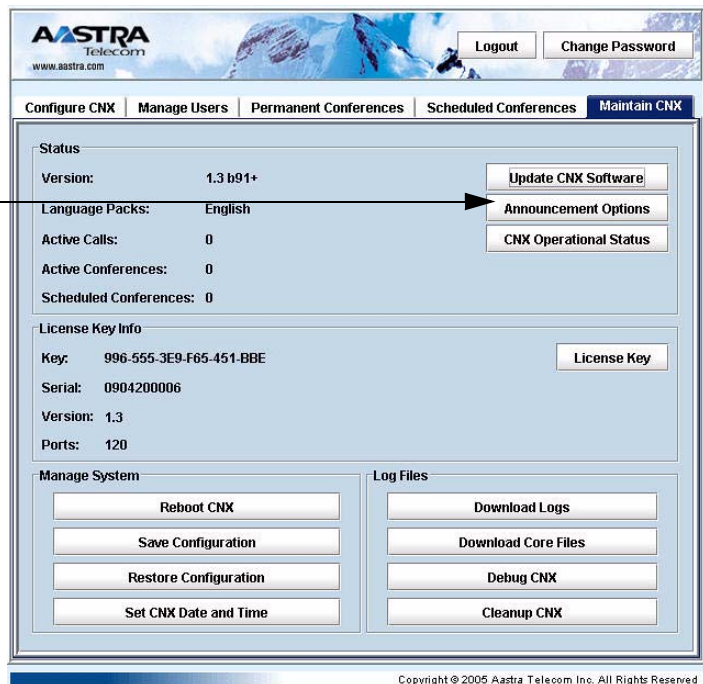 AASTRA
Telecom
www.aastra.com
Logout
Change Password
Configure CNX
Manage Users
Permanent Conferences
Scheduled Conferences
Maintain CNX
Status
Version: 1.3 b91+
Update CNX Software
Language Packs: English
Announcement Options
Active Calls: 0
CNX Operational Status
Active Conferences: 0
Scheduled Conferences: 0
License Key Info
Key: 996-555-3E9-F65-451-BBE
License Key
Serial: 0904200006
Version: 1.3
Ports: 120
Manage System
Reboot CNX
Save Configuration
Restore Configuration
Set CNX Date and Time
Log Files
Download Logs
Download Core Files
Debug CNX
Cleanup CNX
Copyright © 2005 Aastra Telecom Inc. All Rights Reserved